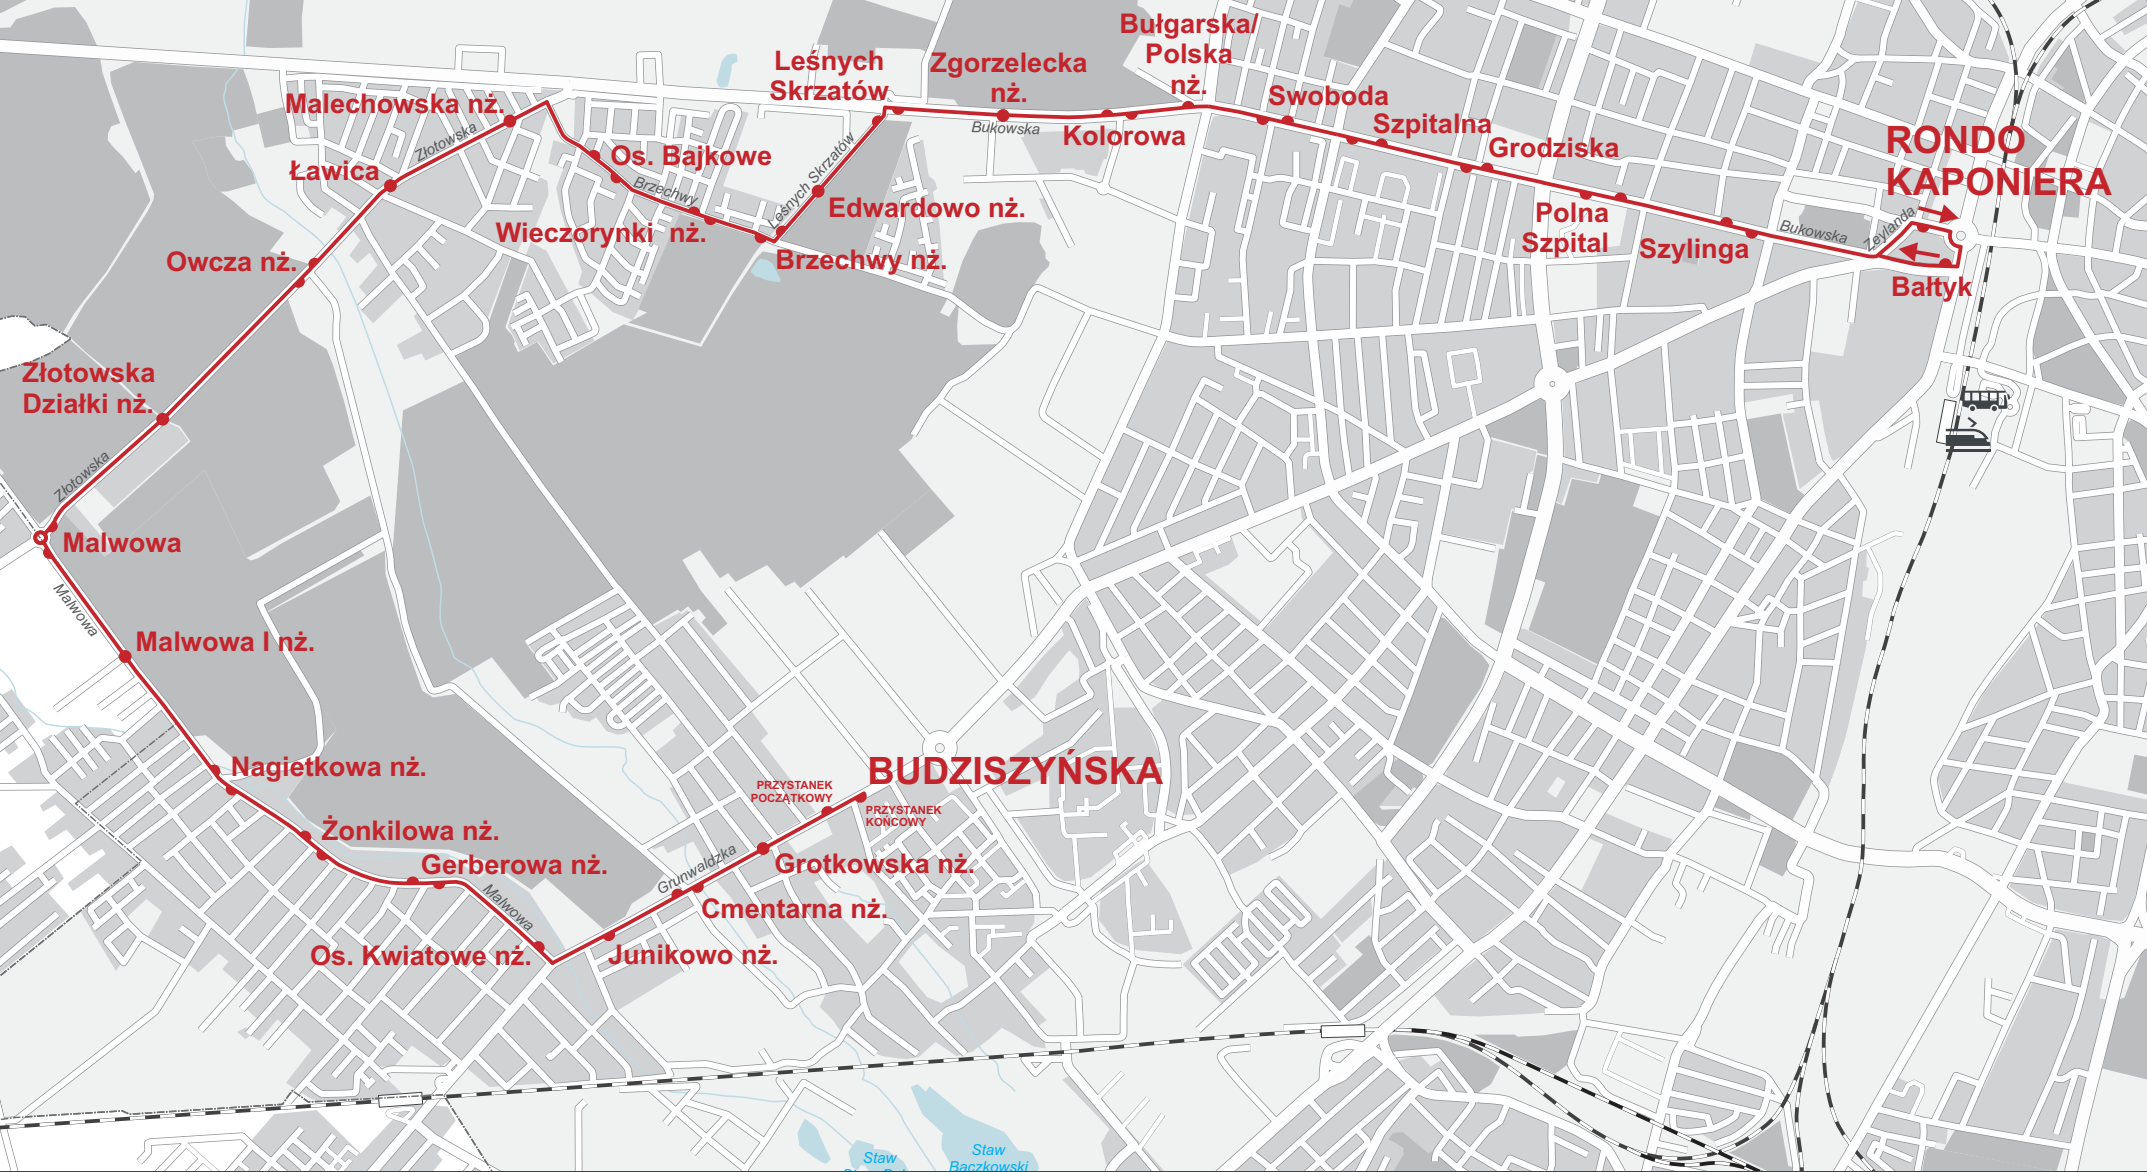 Bułgarska/
Polska
nż.
Leśnych
Skrzatów
Zgorzelecka
nż.
Malechowska nż.
Złotowska
Swoboda
Szpitalna
Grodziska
Bukowska
Kolorowa
RONDO
KAPONIERA
Ławica
Os. Bajkowe
Brzechwy
Leśnych Skrzatów
Edwardowo nż.
Wieczorynki nż.
Brzechwy nż.
Polna
Szpital
Szylinga
Bukowska
Zeylanda
Bałtyk
Owcza nż.
Złotowska
Działki nż.
Złotowska
Malwowa
Malwowa
Malwowa I nż.
Nagietkowa nż.
BUDZISZYŃSKA
PRZYSTANEK
POCZĄTKOWY
PRZYSTANEK
KOŃCOWY
Żonkilowa nż.
Gerberowa nż.
Malwowa
Grunwaldzka
Grotkowska nż.
Cmentarna nż.
Os. Kwiatowe nż.
Junikowo nż.
Staw
Staw
Baczkowski